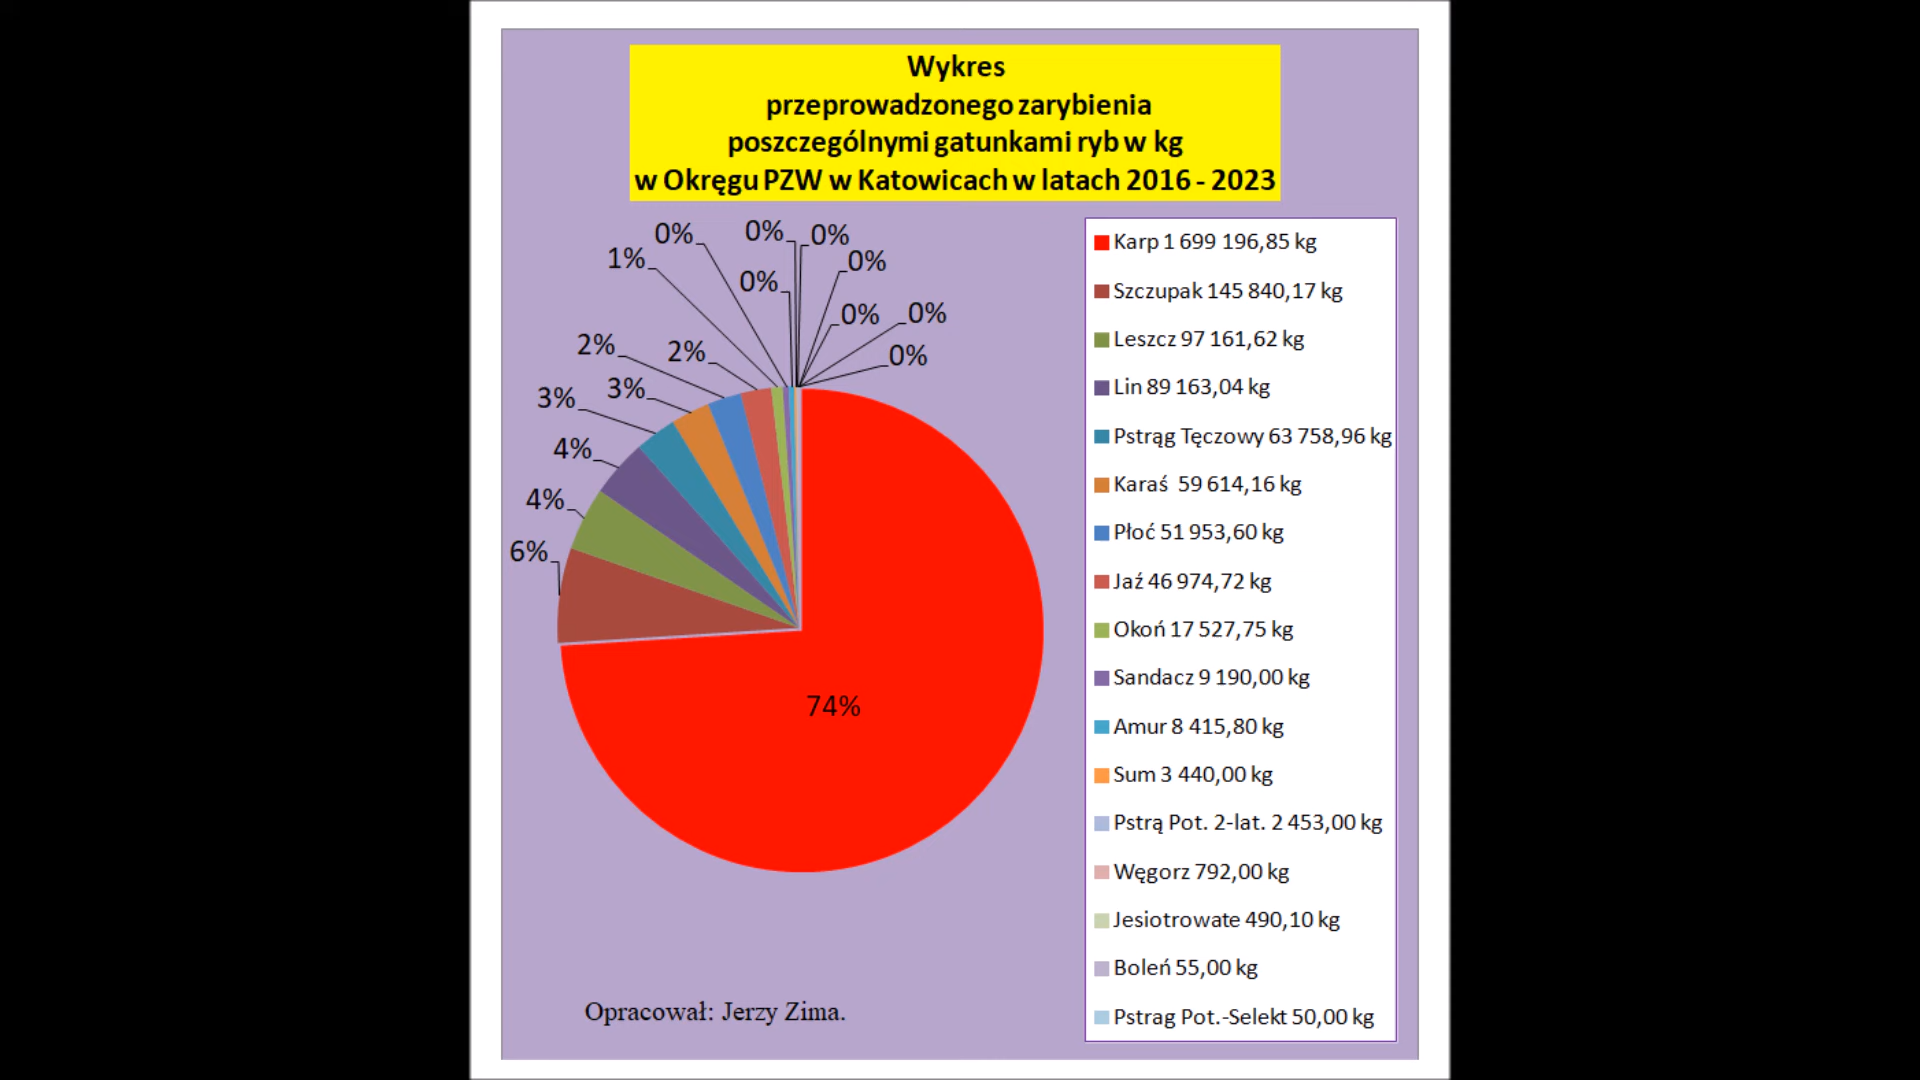 Wykres
przeprowadzonego zarybienia
poszczególnymi gatunkami ryb w kg
w Okręgu PZW w Katowicach w latach 2016 - 2023
0%
0%
0%
1%
0%
0%
0%
0%
0%
2%
2%
0%
3%
3%
4%
4%
6%
74%
Karp 1 699 196,85 kg
Szczupak 145 840,17 kg
Leszcz 97 161,62 kg
Lin 89 163,04 kg
Pstrąg Tęczowy 63 758,96 kg
Karaś 59 614,16 kg
Płoć 51 953,60 kg
Jaź 46 974,72 kg
Okoń 17 527,75 kg
Sandacz 9 190,00 kg
Amur 8 415,80 kg
Sum 3 440,00 kg
Pstrą Pot. 2-lat. 2 453,00 kg
Węgorz 792,00 kg
Jesiotrowate 490,10 kg
Boleń 55,00 kg
Pstrag Pot.-Selekt 50,00 kg
Opracował: Jerzy Zima.